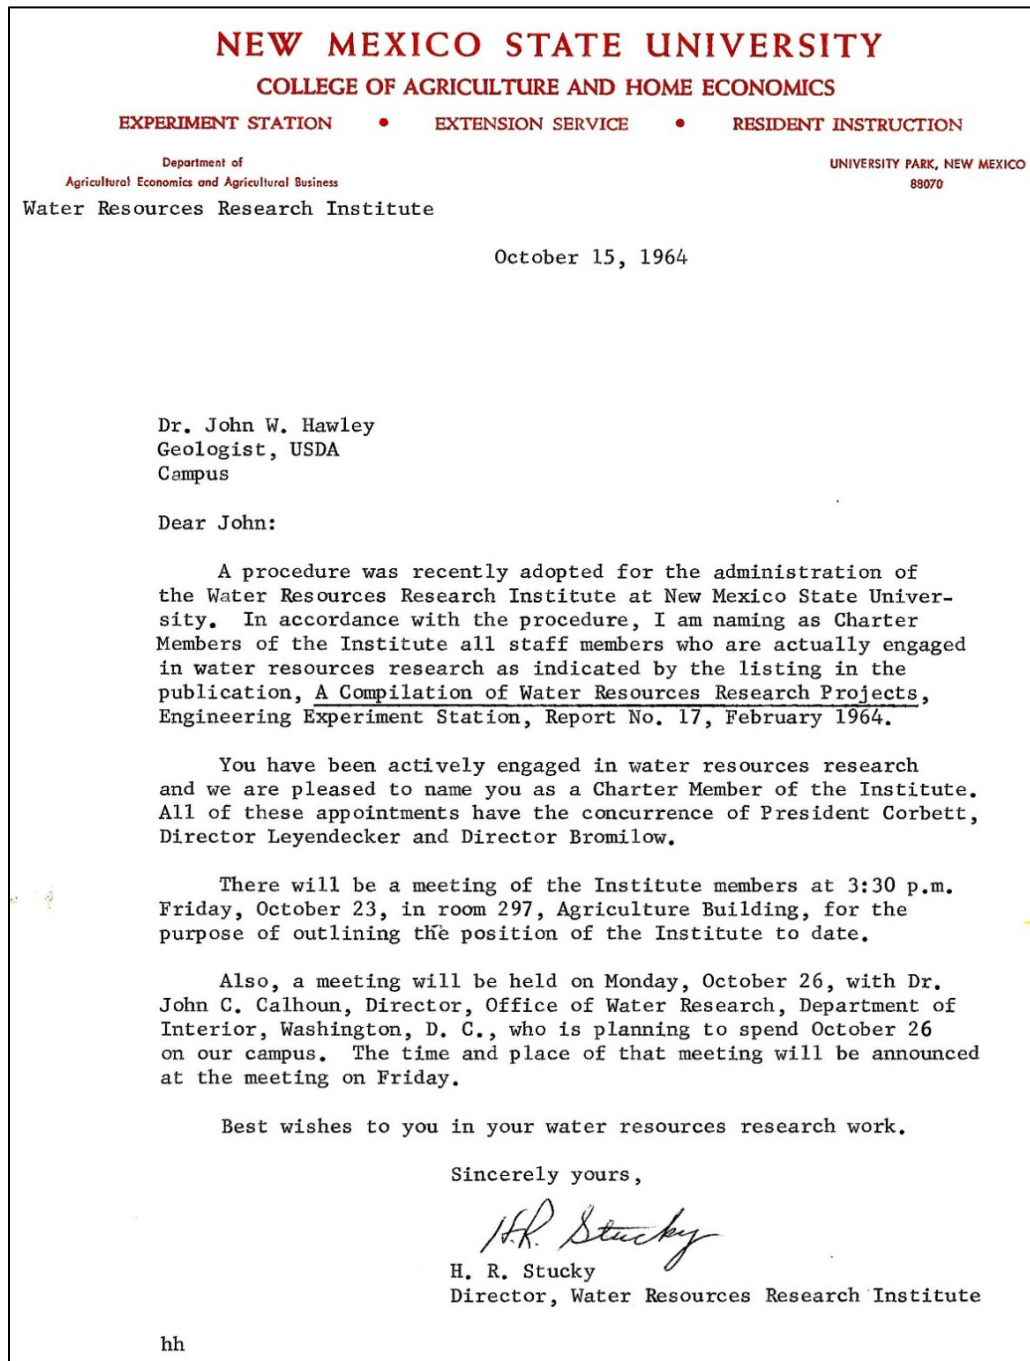 NEW MEXICO STATE UNIVERSITY
COLLEGE OF AGRICULTURE AND HOME ECONOMICS
EXPERIMENT STATION • EXTENSION SERVICE • RESIDENT INSTRUCTION
Department of
Agricultural Economics and Agricultural Business
UNIVERSITY PARK, NEW MEXICO
88070
Water Resources Research Institute
October 15, 1964
Dr. John W. Hawley
Geologist, USDA
Campus
Dear John:
A procedure was recently adopted for the administration of
the Water Resources Research Institute at New Mexico State Univer-
sity. In accordance with the procedure, I am naming as Charter
Members of the Institute all staff members who are actually engaged
in water resources research as indicated by the listing in the
publication, A Compilation of Water Resources Research Projects,
Engineering Experiment Station, Report No. 17, February 1964.
You have been actively engaged in water resources research
and we are pleased to name you as a Charter Member of the Institute.
All of these appointments have the concurrence of President Corbett,
Director Leyendecker and Director Bromilow.
There will be a meeting of the Institute members at 3:30 p.m.
Friday, October 23, in room 297, Agriculture Building, for the
purpose of outlining the position of the Institute to date.
Also, a meeting will be held on Monday, October 26, with Dr.
John C. Calhoun, Director, Office of Water Research, Department of
Interior, Washington, D. C., who is planning to spend October 26
on our campus. The time and place of that meeting will be announced
at the meeting on Friday.
Best wishes to you in your water resources research work.
Sincerely yours,
H.R. Stucky
H. R. Stucky
Director, Water Resources Research Institute
hh